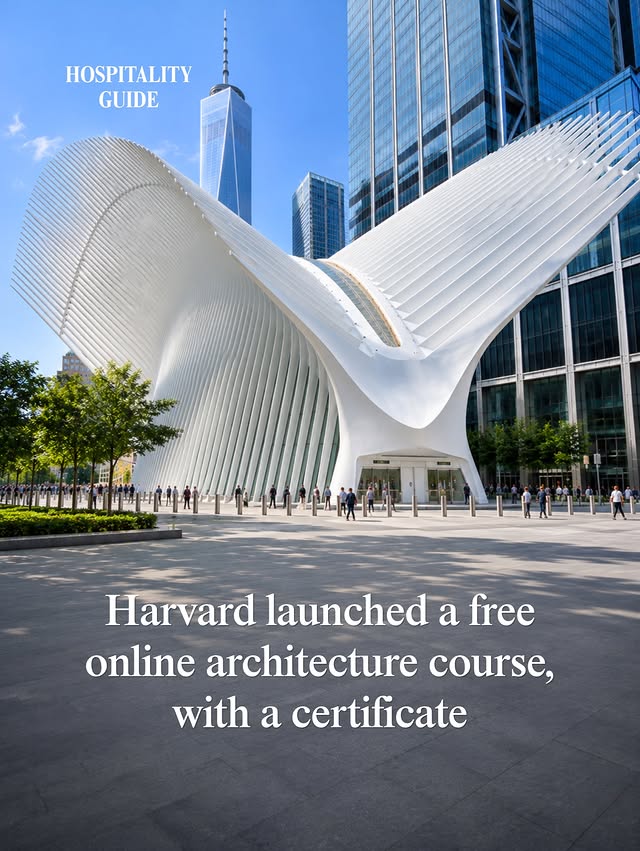 HOSPITALITY
GUIDE
Harvard launched a free
online architecture course,
with a certificate